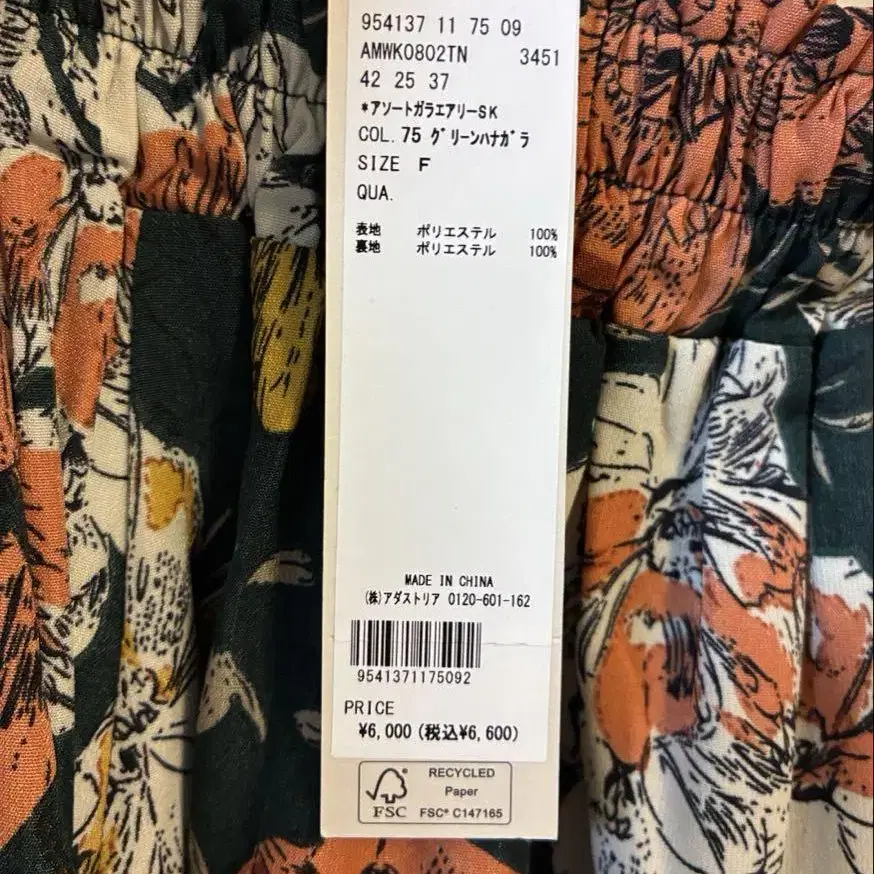 954137 11 75 09
AMWK0802TN 3451
42 25 37
*アソートガラエアリーSK
COL. 75 グリーンハナガラ
SIZE F
QUA.
表地 ポリエステル 100%
裏地 ポリエステル 100%
MADE IN CHINA
(株)アダストリア 0120-601-162
9541371175092
PRICE
¥6,000 (税込¥6,600)
RECYCLED
Paper
FSC® C147165
FSC